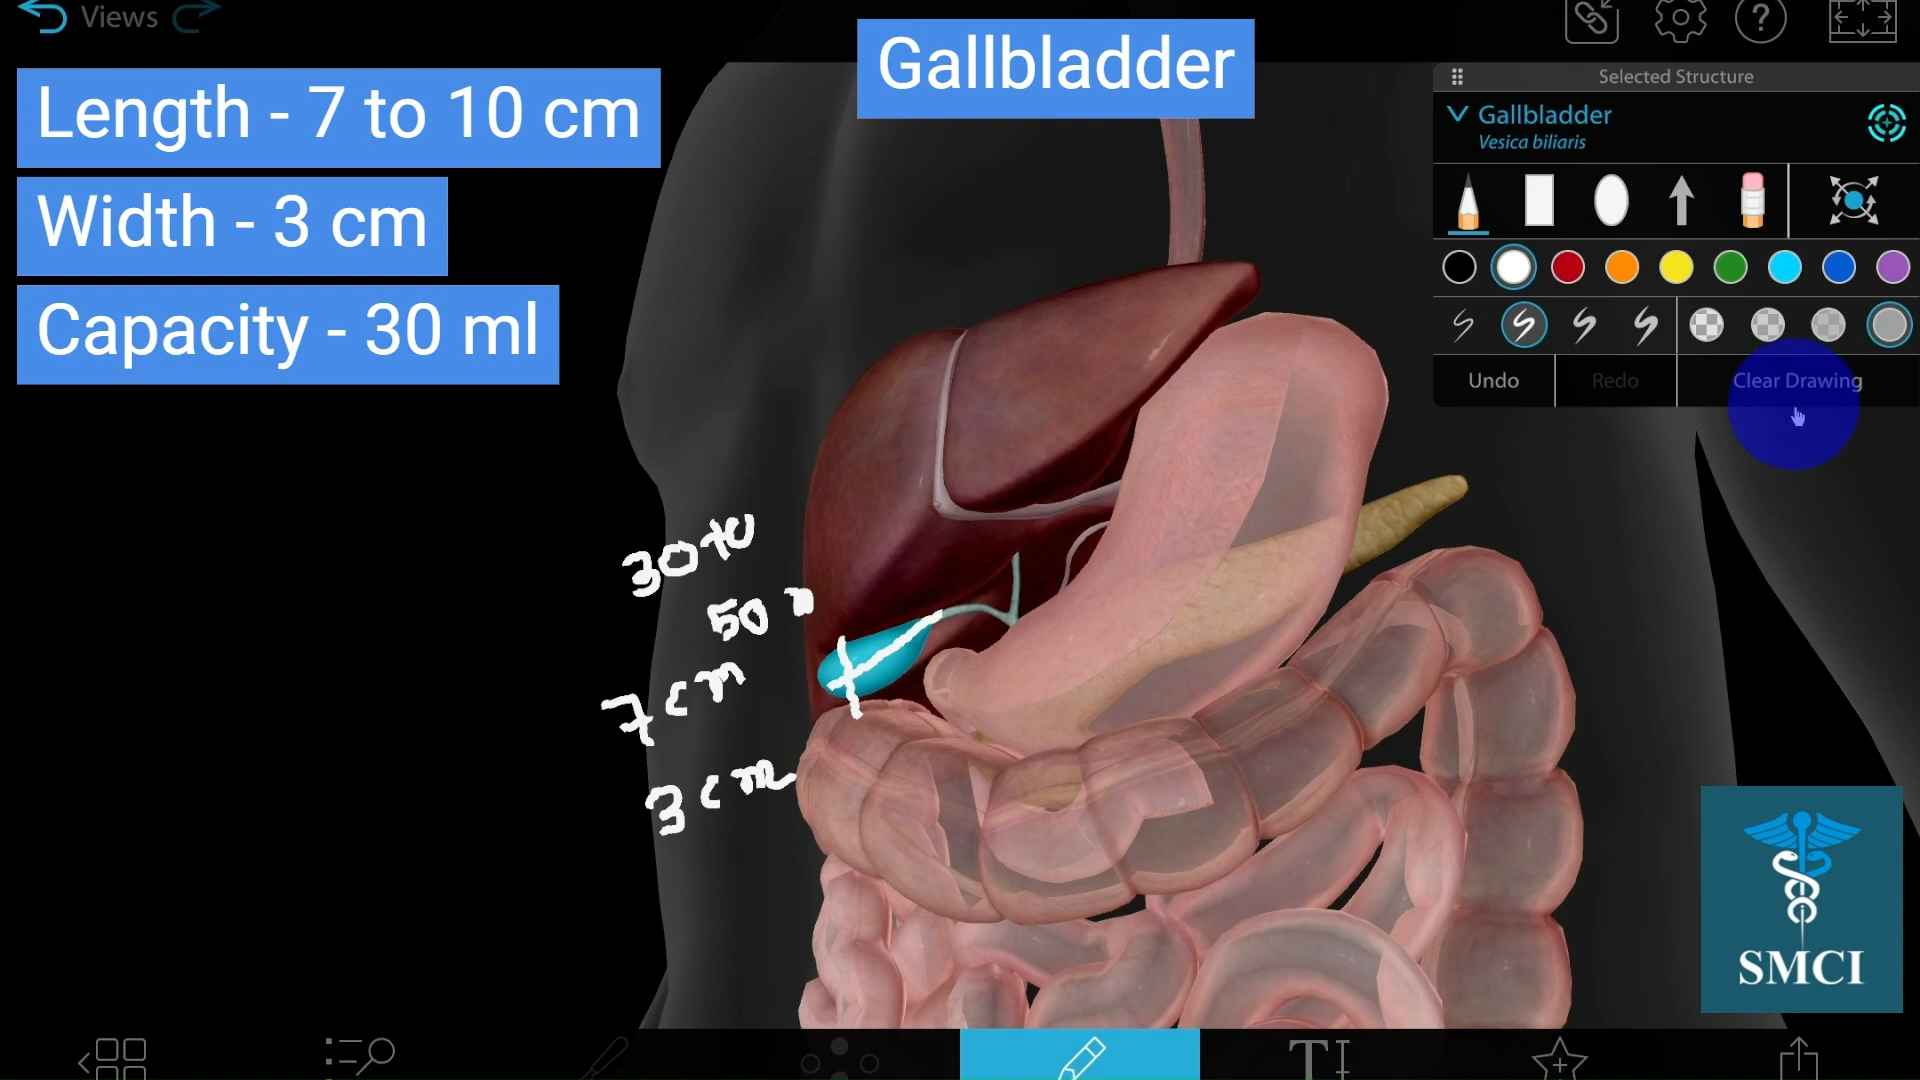 Views
Gallbladder
Length - 7 to 10 cm
Width - 3 cm
Capacity - 30 ml
Selected Structure
Gallbladder
Vesica biliaris
Undo
Redo
Clear Drawing
30 to
50 m
7 cm
3 cm
SMCI